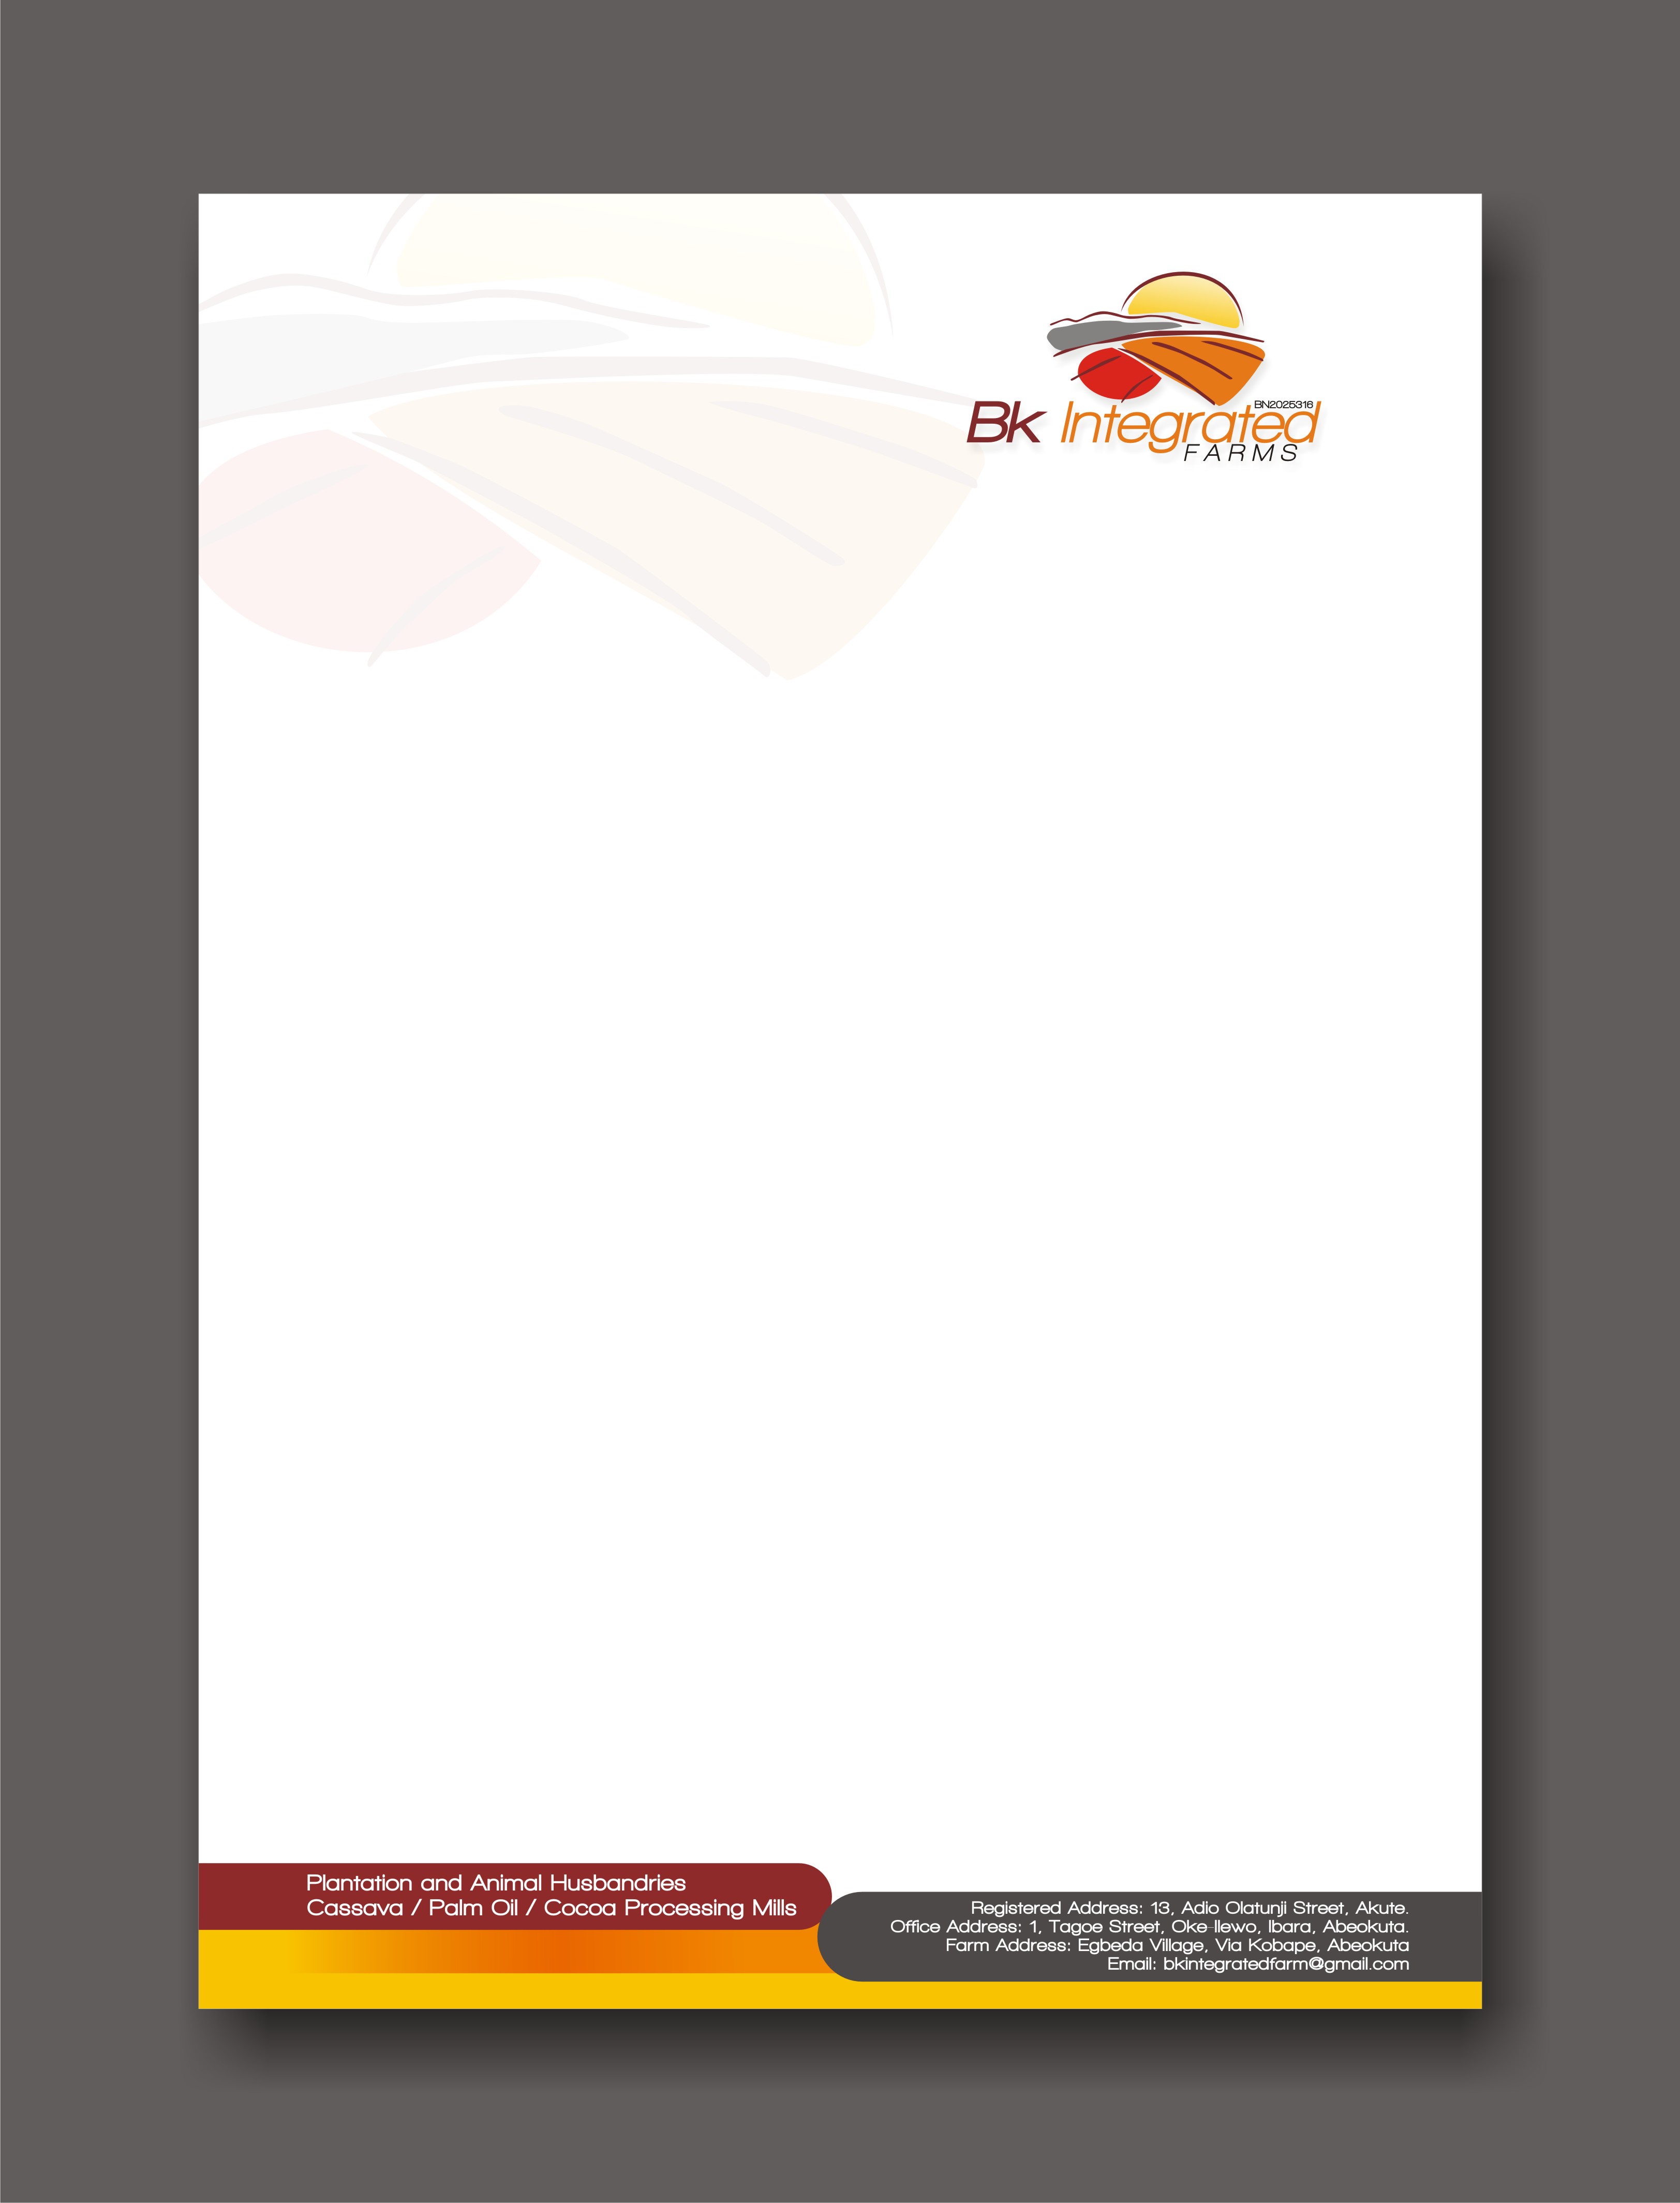 BN2025316
Bk Integrated
FARMS
Plantation and Animal Husbandries
Cassava / Palm Oil / Cocoa Processing Mills
Registered Address: 13, Adio Olatunji Street, Akute.
Office Address: 1, Tagoe Street, Oke-Ilewo, Ibara, Abeokuta.
Farm Address: Egbeda Village, Via Kobape, Abeokuta
Email: bkintegratedfarm@gmail.com